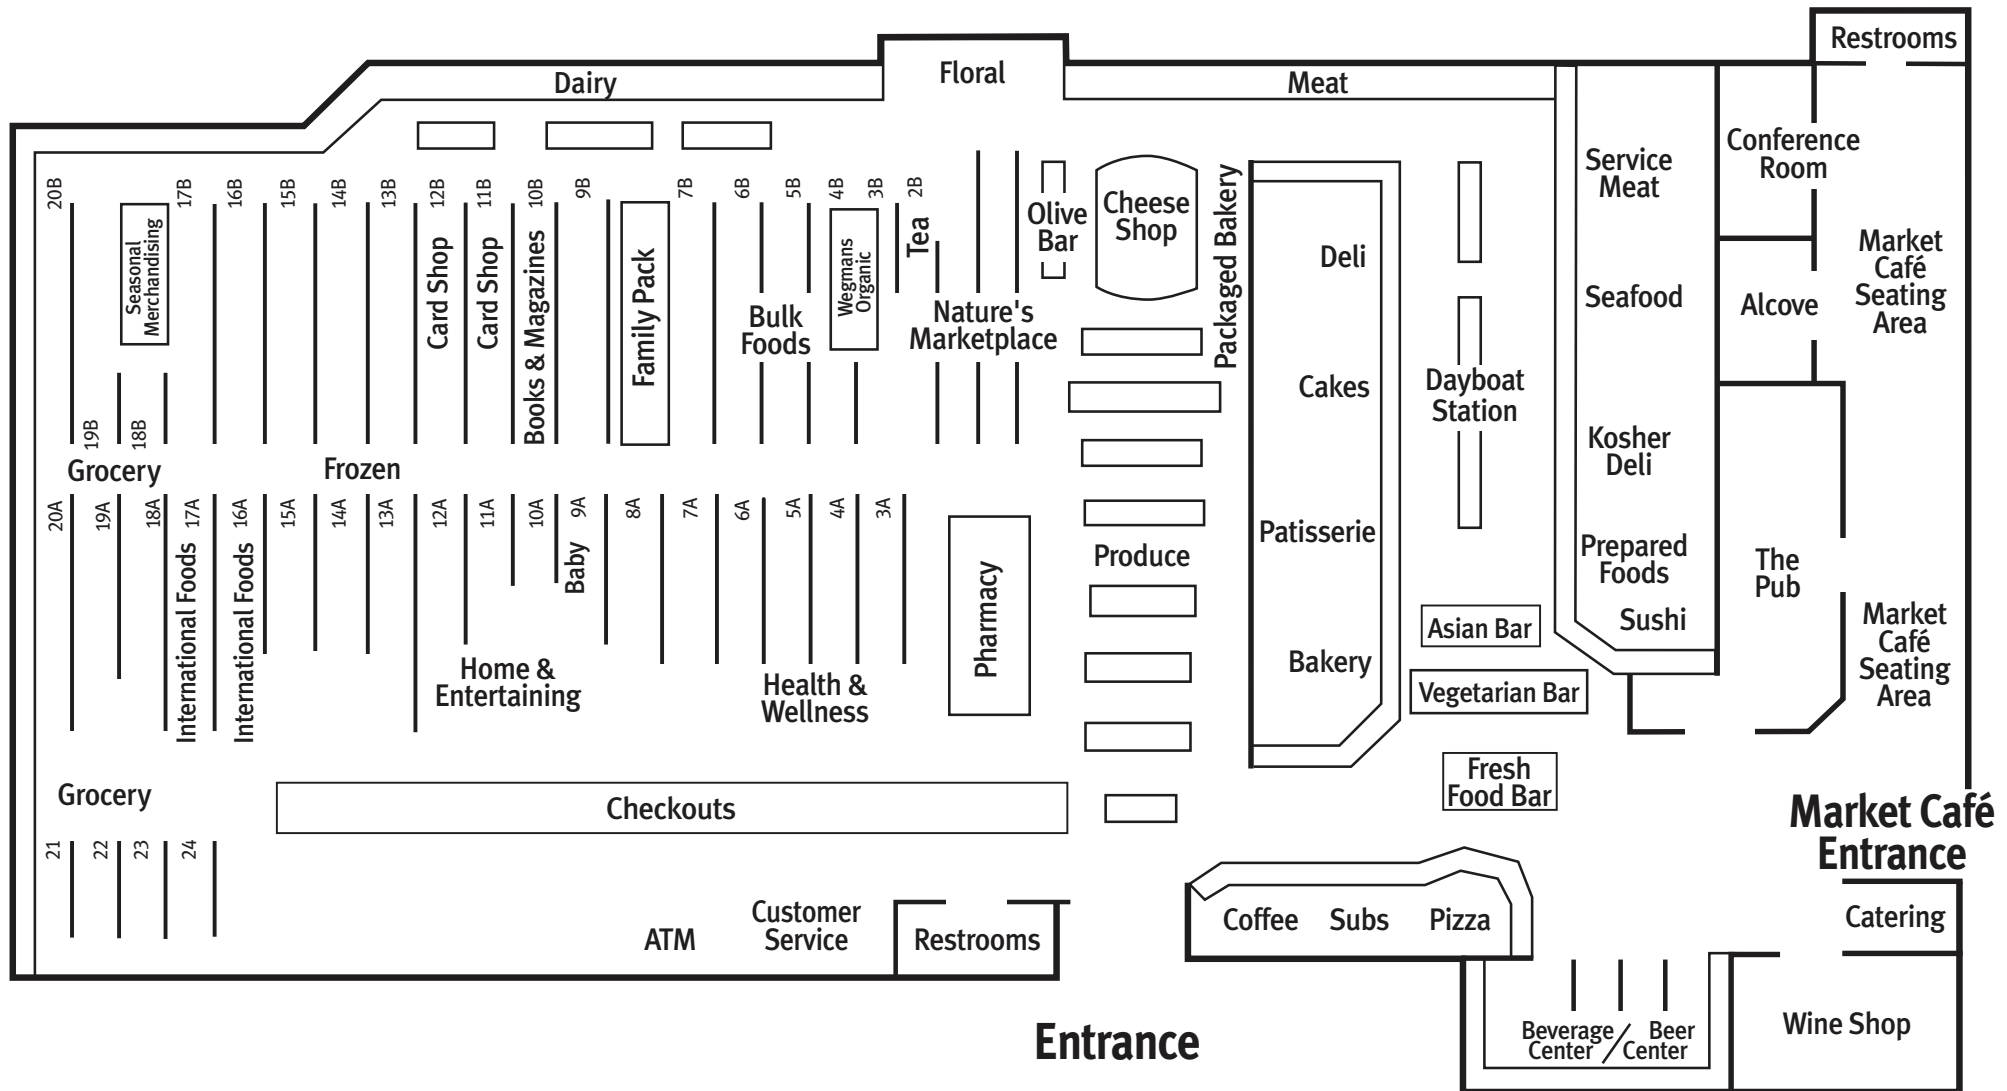 Restrooms
Floral
Dairy
Meat
Conference
Room
Service
Meat
20B
17B
16B
15B
14B
13B
12B
11B
10B
9B
7B
6B
5B
4B
3B
2B
Seasonal
Merchandising
Card Shop
Card Shop
Books & Magazines
Family Pack
Bulk
Foods
Wegmans
Organic
Tea
Nature's
Marketplace
Olive
Bar
Cheese
Shop
Packaged Bakery
Deli
Seafood
Alcove
Market
Café
Seating
Area
Cakes
Dayboat
Station
19B
18B
Kosher
Deli
Grocery
Frozen
20A
19A
18A
17A
16A
15A
14A
13A
12A
11A
10A
9A
8A
7A
6A
5A
4A
3A
International Foods
International Foods
Baby
Home &
Entertaining
Health &
Wellness
Pharmacy
Produce
Patisserie
Prepared
Foods
Sushi
The
Pub
Asian Bar
Bakery
Vegetarian Bar
Market
Café
Seating
Area
Fresh
Food Bar
Grocery
Checkouts
Market Café
Entrance
21
22
23
24
ATM
Customer
Service
Restrooms
Coffee
Subs
Pizza
Catering
Entrance
Beverage
Center
/
Beer
Center
Wine Shop